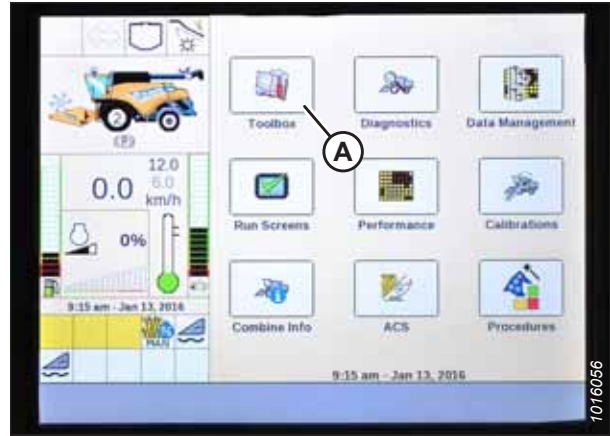 2
(P)
12.0
0.0 6.0
km/h
0%
9:15 am - Jan 13, 2016
MAN
Toolbox
Diagnostics
Data Management
A
Run Screens
Performance
Calibrations
Combine Info
ACS
Procedures
9:15 am - Jan 13, 2016
1016056